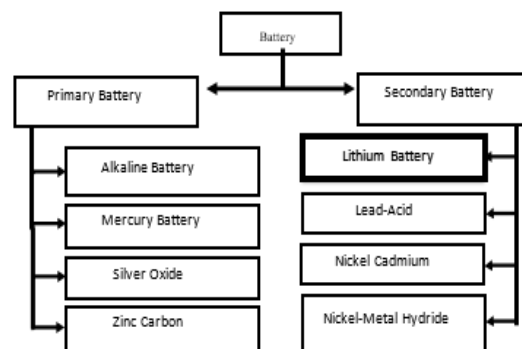 Battery
Primary Battery
Secondary Battery
Alkaline Battery
Mercury Battery
Silver Oxide
Zinc Carbon
Lithium Battery
Lead-Acid
Nickel Cadmium
Nickel-Metal Hydride